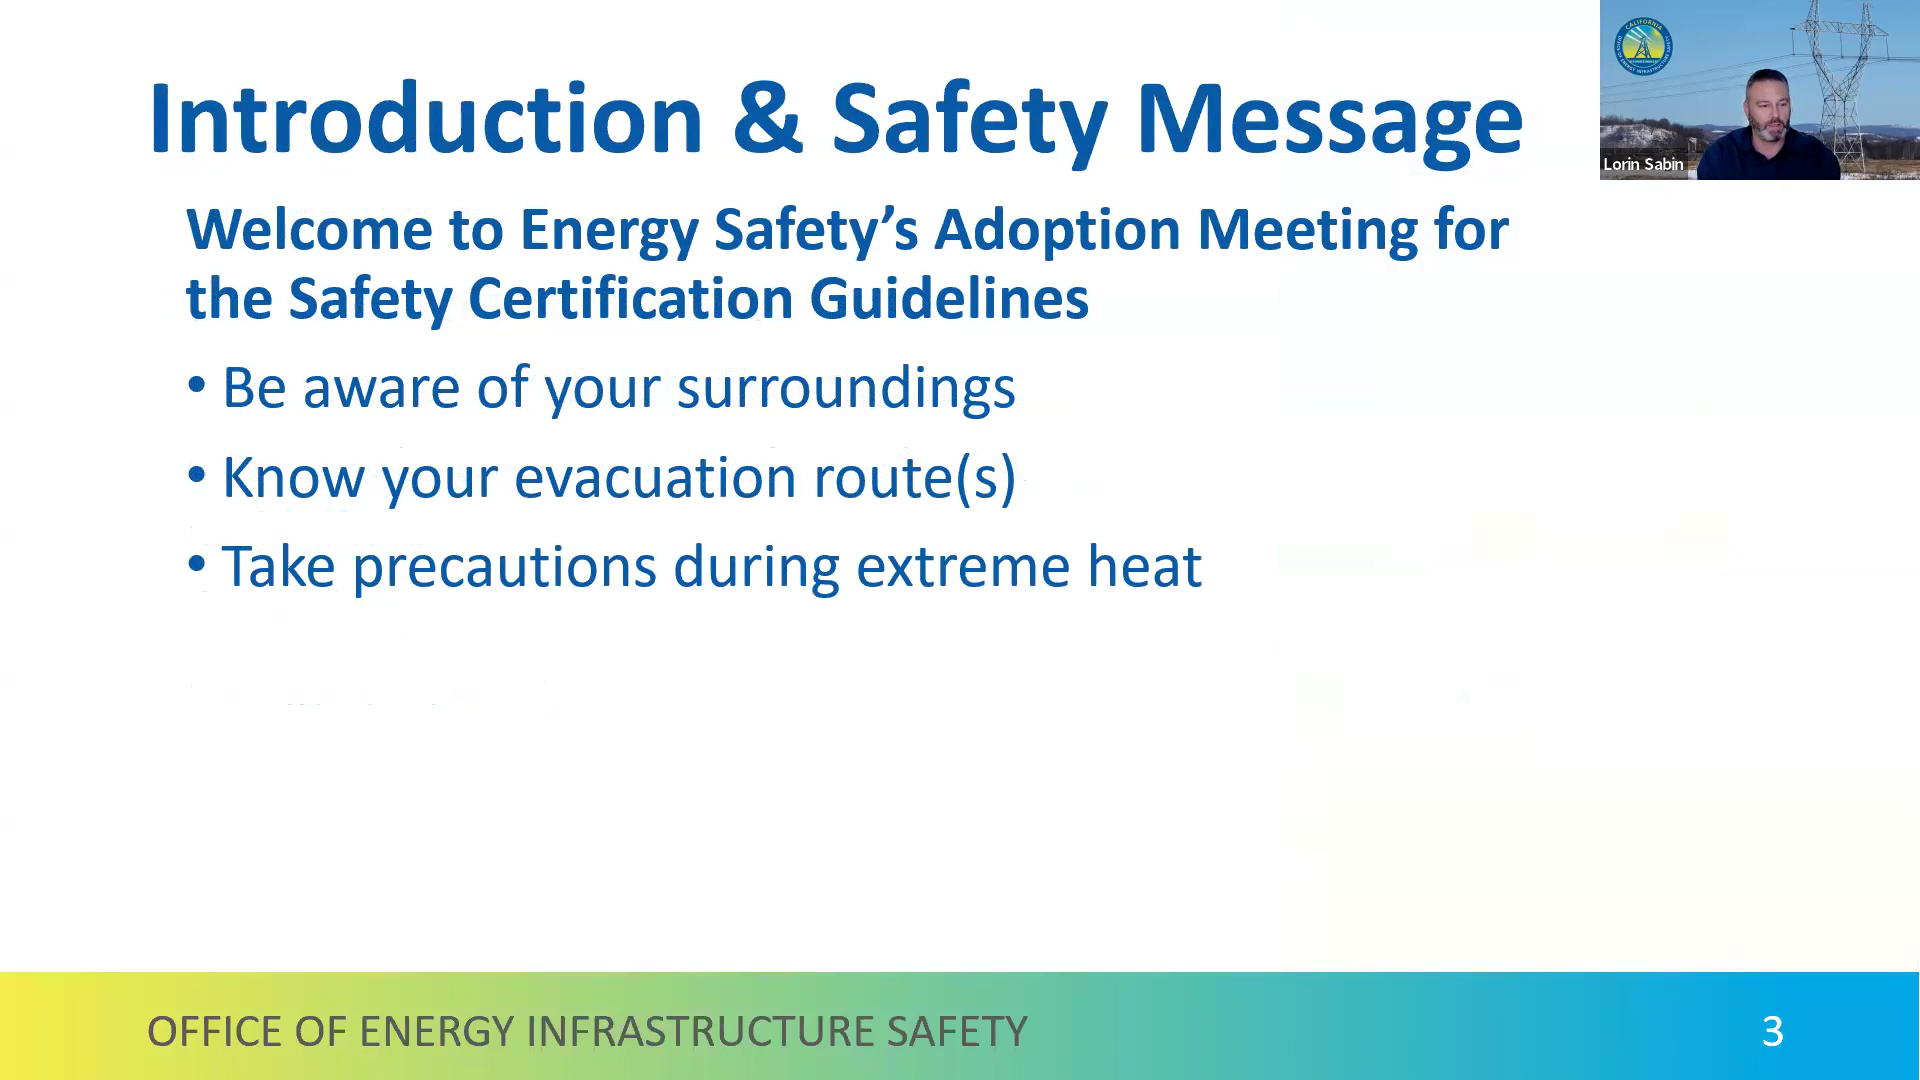 Introduction & Safety Message
Welcome to Energy Safety’s Adoption Meeting for
the Safety Certification Guidelines
• Be aware of your surroundings
• Know your evacuation route(s)
• Take precautions during extreme heat
CALIFORNIA
Lorin Sabin
OFFICE OF ENERGY INFRASTRUCTURE SAFETY
3